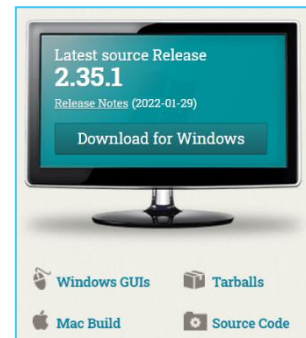 Latest source Release
2.35.1
Release Notes (2022-01-29)
Download for Windows
Windows GUIs
Tarballs
Mac Build
Source Code